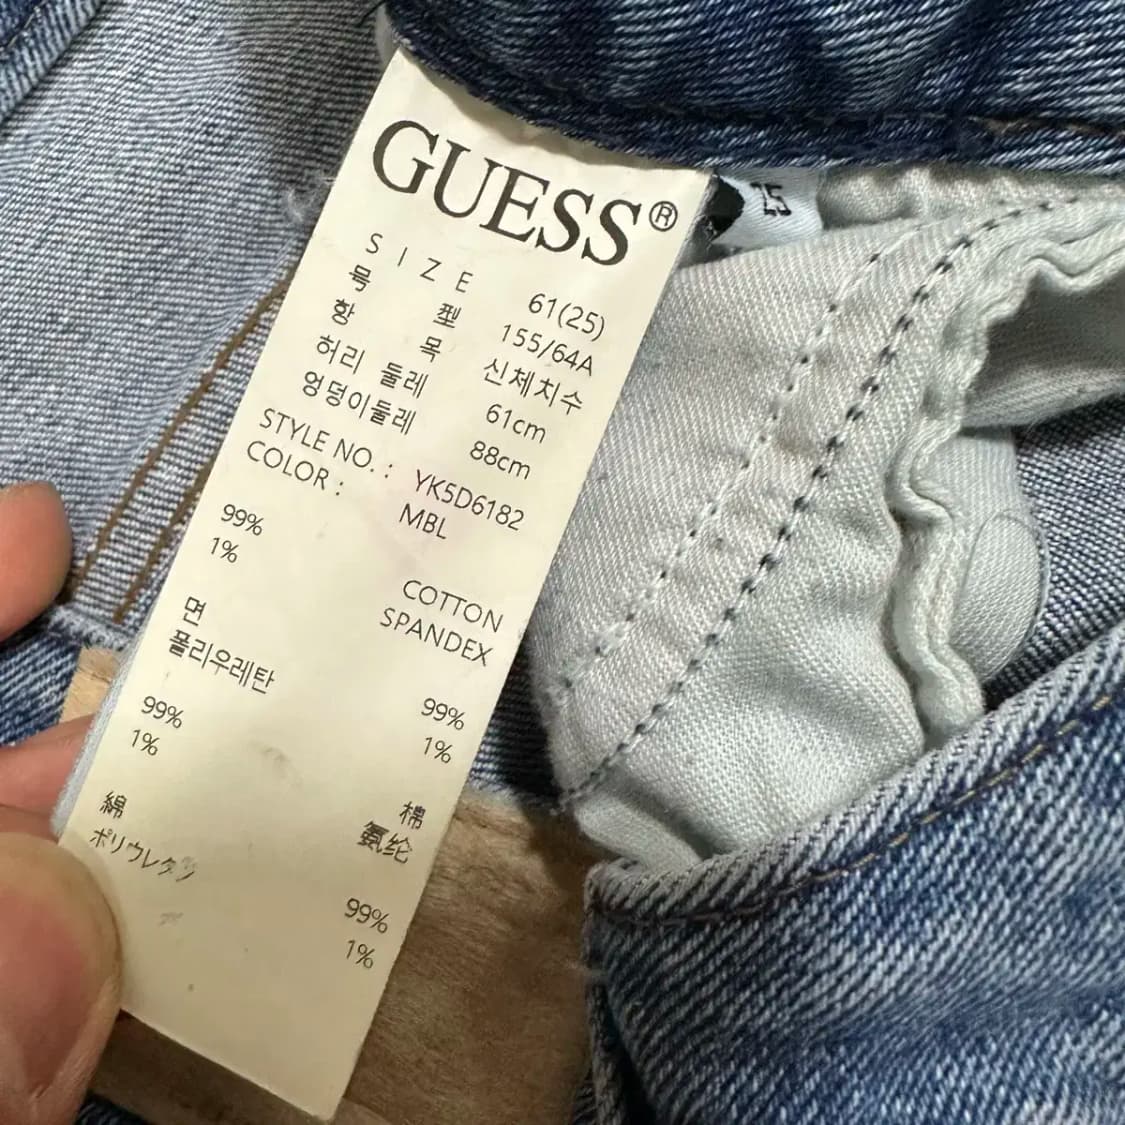 GUESS®
25
SIZE 61(25)
号 型 155/64A
항 목 신체치수
허리 둘레 61cm
엉덩이둘레 88cm
STYLE NO. : YK5D6182
COLOR : MBL
99% COTTON
1% SPANDEX
면 99%
폴리우레탄 1%
99% 棉
1% 氨纶
綿 99%
ポリウレタン 1%